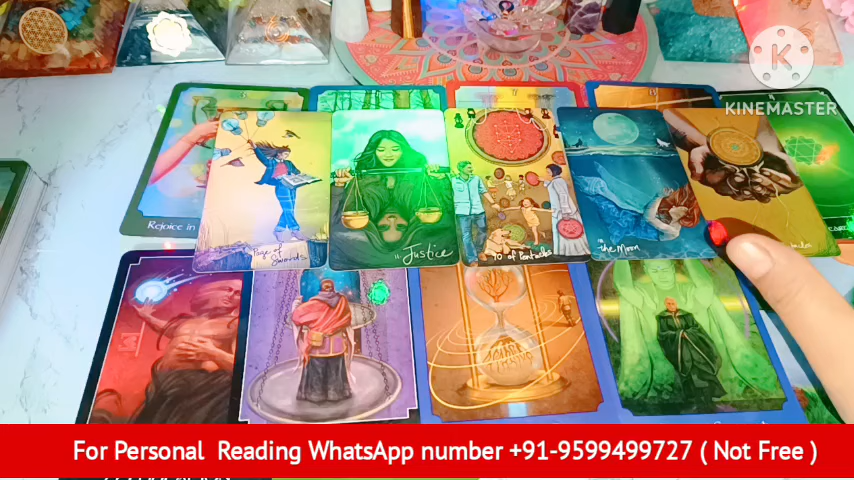 KINEMASTER
Rejoice in
Page of
Swords
11 Justice
10 of Pentacles
The Moon
For Personal Reading WhatsApp number +91-9599499727 ( Not Free )